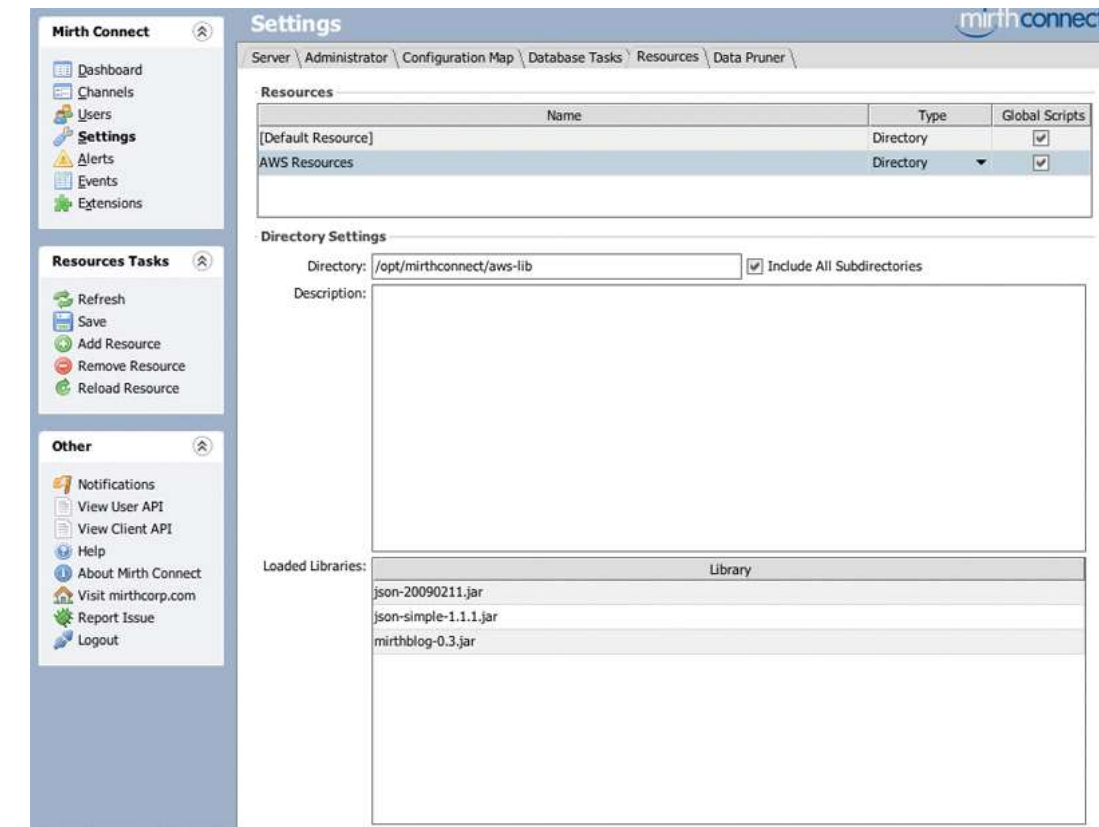 Mirth Connect
Dashboard
Channels
Users
Settings
Alerts
Events
Extensions
Resources Tasks
Refresh
Save
Add Resource
Remove Resource
Reload Resource
Other
Notifications
View User API
View Client API
Help
About Mirth Connect
Visit mirthcorp.com
Report Issue
Logout
Settings
mirth connect
Server Administrator Configuration Map Database Tasks Resources Data Pruner
Resources
Name Type Global Scripts
[Default Resource] Directory
AWS Resources Directory
Directory Settings
Directory: /opt/mirthconnect/aws-lib Include All Subdirectories
Description:
Loaded Libraries: Library
json-20090211.jar
json-simple-1.1.1.jar
mirthblog-0.3.jar